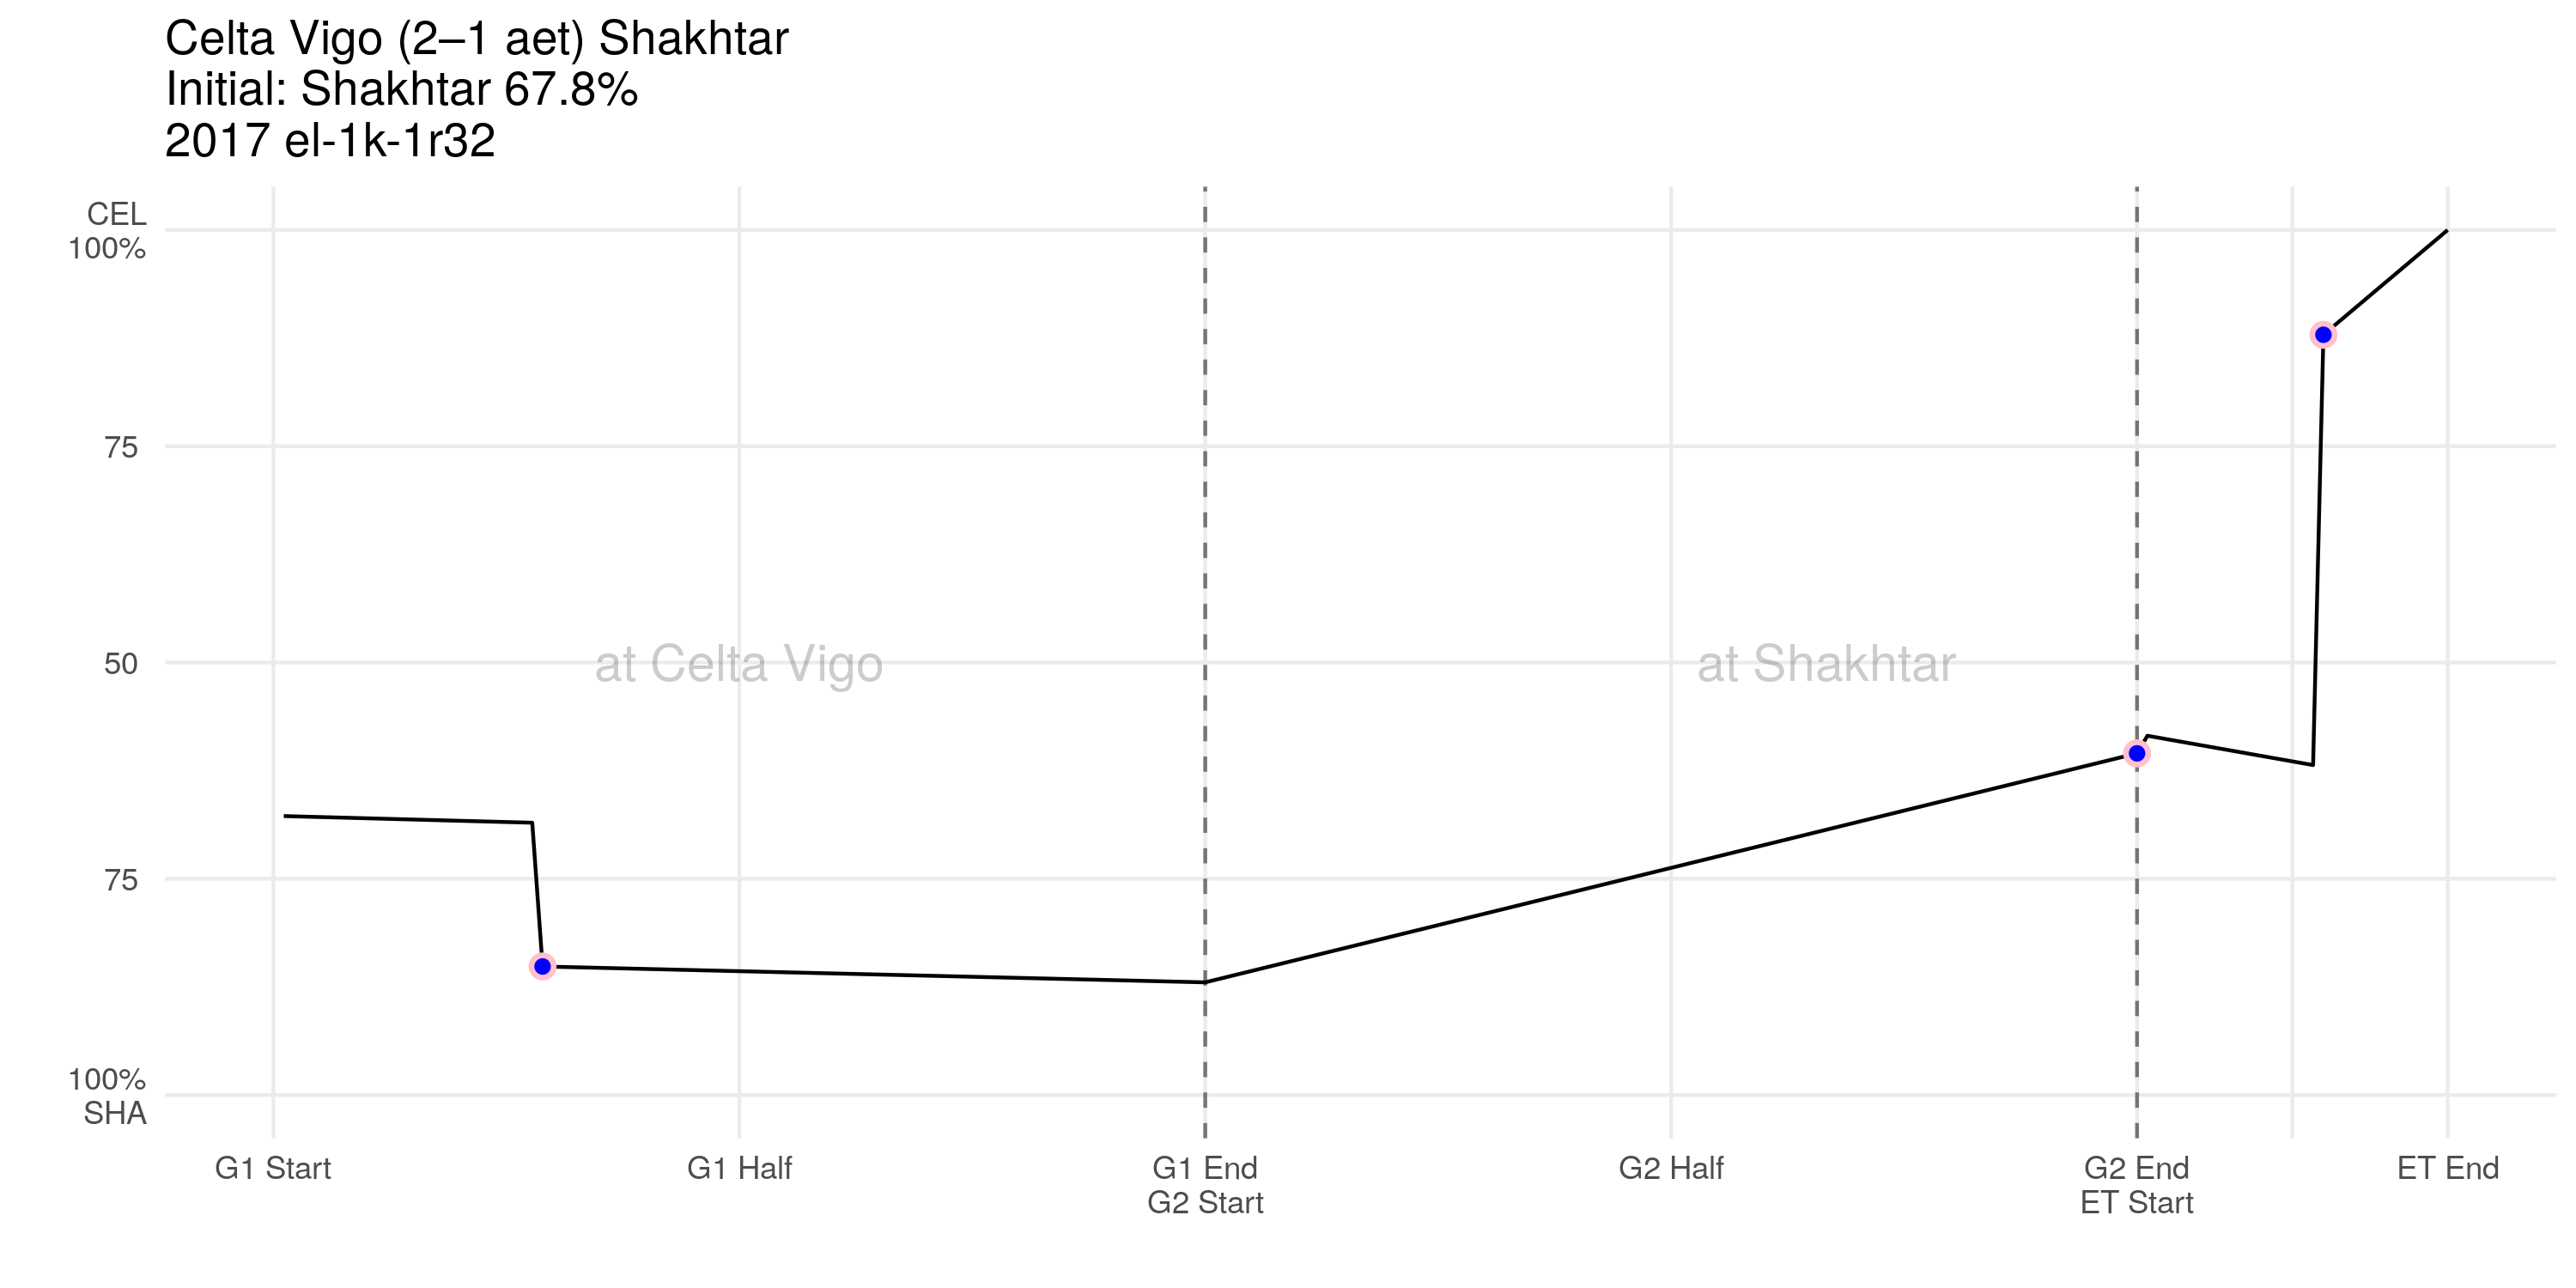 Celta Vigo (2–1 aet) Shakhtar
Initial: Shakhtar 67.8%
2017 el-1k-1r32
CEL
100%
75
50
75
100%
SHA
at Celta Vigo
at Shakhtar
G1 Start
G1 Half
G1 End
G2 Start
G2 Half
G2 End
ET Start
ET End